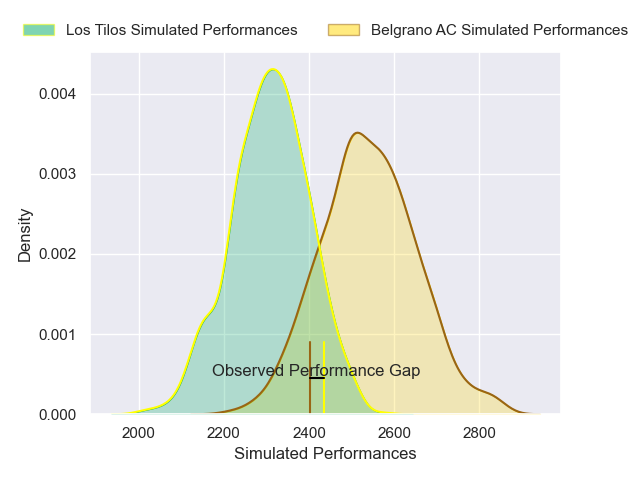 Los Tilos Simulated Performances
Belgrano AC Simulated Performances
0.004
0.003
0.002
0.001
0.000
Density
Observed Performance Gap
2000
2200
2400
2600
2800
Simulated Performances